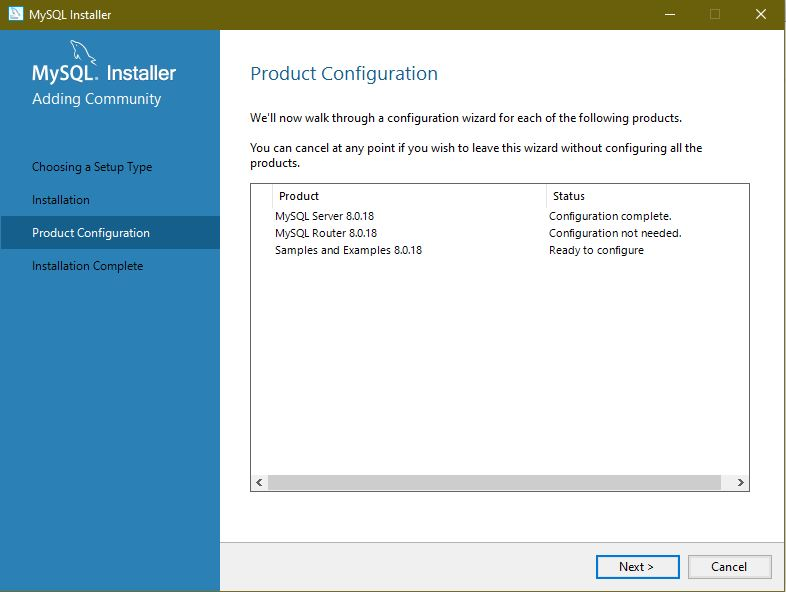 MySQL Installer
MySQL. Installer
Adding Community
Choosing a Setup Type
Installation
Product Configuration
Installation Complete
Product Configuration
We'll now walk through a configuration wizard for each of the following products.
You can cancel at any point if you wish to leave this wizard without configuring all the
products.
Product Status
MySQL Server 8.0.18 Configuration complete.
MySQL Router 8.0.18 Configuration not needed.
Samples and Examples 8.0.18 Ready to configure
Next > Cancel